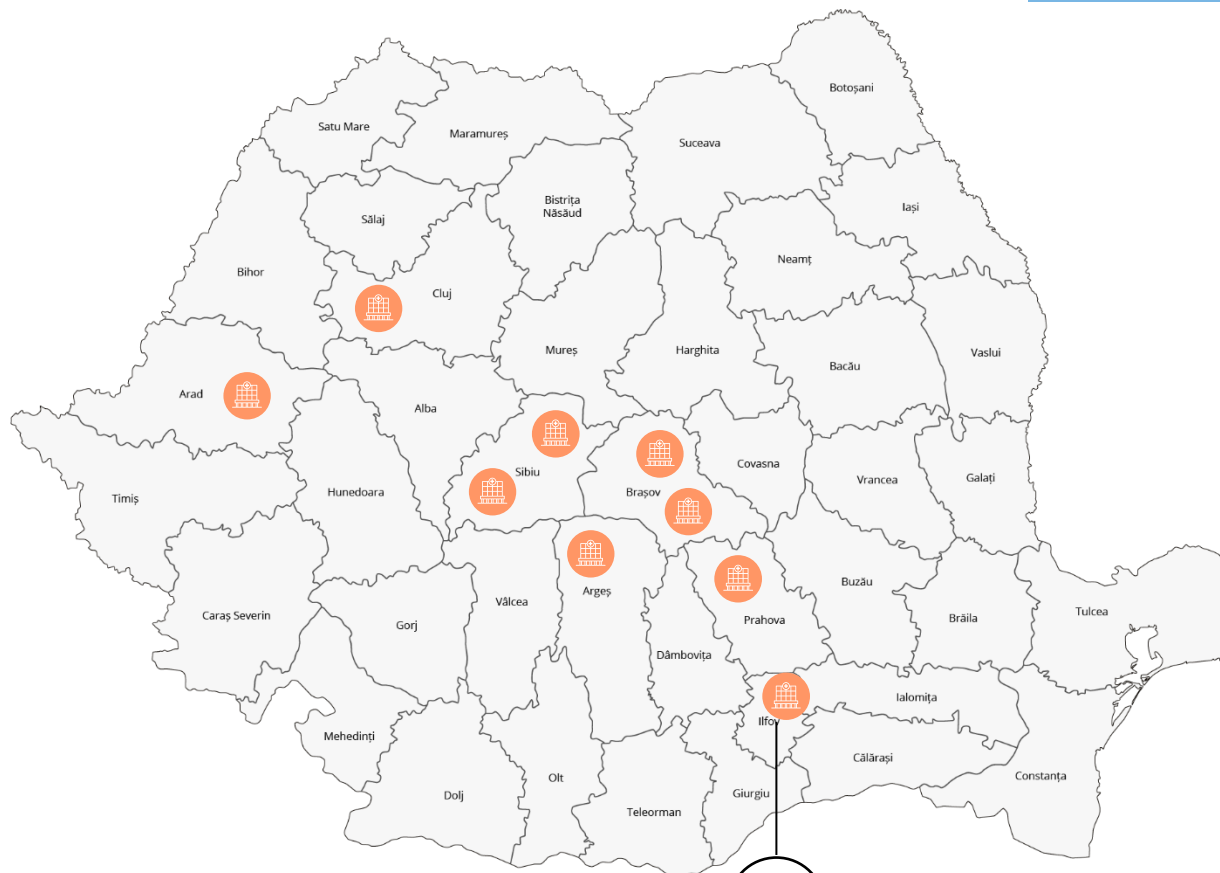 Botoșani
Satu Mare
Maramureș
Suceava
Bistrița
Năsăud
Iași
Sălaj
Neamț
Bihor
Cluj
Mureș
Harghita
Vaslui
Bacău
Arad
Alba
Covasna
Sibiu
Brașov
Vrancea
Galați
Timiș
Hunedoara
Buzău
Argeș
Vâlcea
Prahova
Brăila
Tulcea
Caraș Severin
Gorj
Dâmbovița
Ialomița
Ilfov
Mehedinți
Călărași
Constanța
Olt
Dolj
Giurgiu
Teleorman